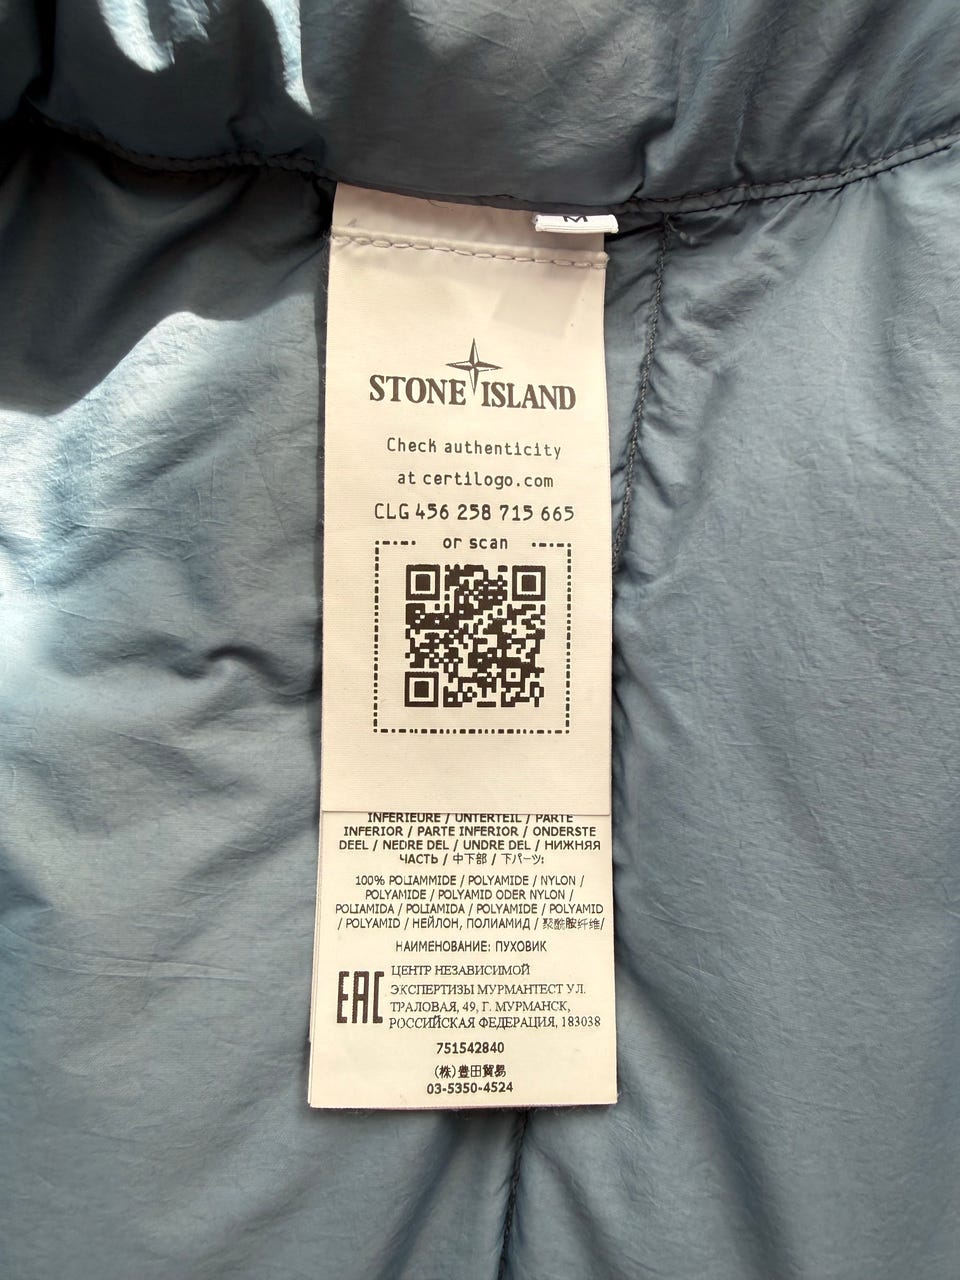 M
STONE ISLAND
Check authenticity
at certilogo.com
CLG 456 258 715 665
or scan
INFERIEURE / UNTERTEIL / PARTE
INFERIOR / PARTE INFERIOR / ONDERSTE
DEEL / NEDRE DEL / UNDRE DEL / НИЖНЯЯ
ЧАСТЬ / 中下部 / 下パーツ:
100% POLIAMMIDE / POLYAMIDE / NYLON /
POLYAMIDE / POLYAMID ODER NYLON /
POLIAMIDA / POLIAMIDA / POLYAMIDE / POLYAMID
/ POLYAMID / НЕЙЛОН, ПОЛИАМИД / 聚酰胺纤维/
НАИМЕНОВАНИЕ: ПУХОВИК
EAC
ЦЕНТР НЕЗАВИСИМОЙ
ЭКСПЕРТИЗЫ МУРМАНТЕСТ УЛ.
ТРАЛОВАЯ, 49, Г. МУРМАНСК,
РОССИЙСКАЯ ФЕДЕРАЦИЯ, 183038
751542840
(株)豊田貿易
03-5350-4524